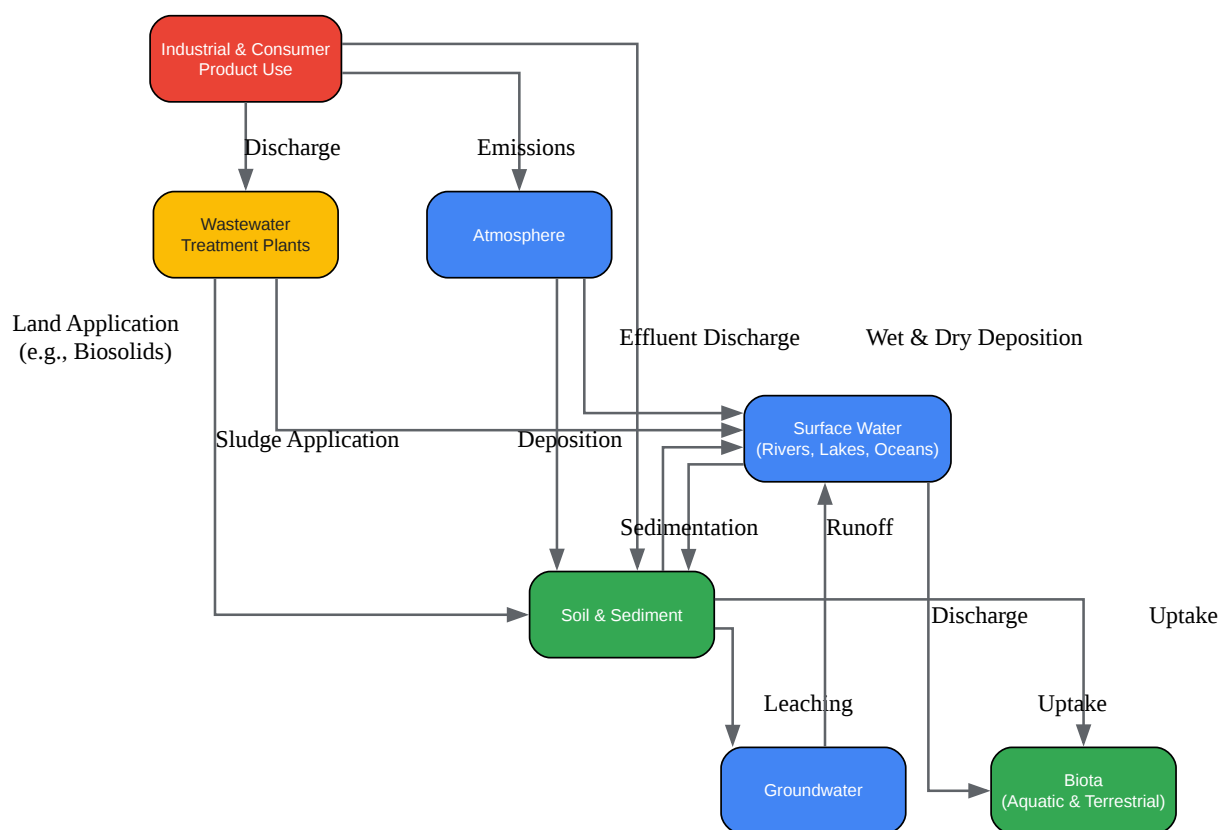 Industrial & Consumer
Product Use
Discharge
Emissions
Wastewater
Treatment Plants
Atmosphere
Land Application
(e.g., Biosolids)
Effluent Discharge
Wet & Dry Deposition
Sludge Application
Deposition
Surface Water
(Rivers, Lakes, Oceans)
Sedimentation
Runoff
Soil & Sediment
Discharge
Uptake
Leaching
Uptake
Groundwater
Biota
(Aquatic & Terrestrial)